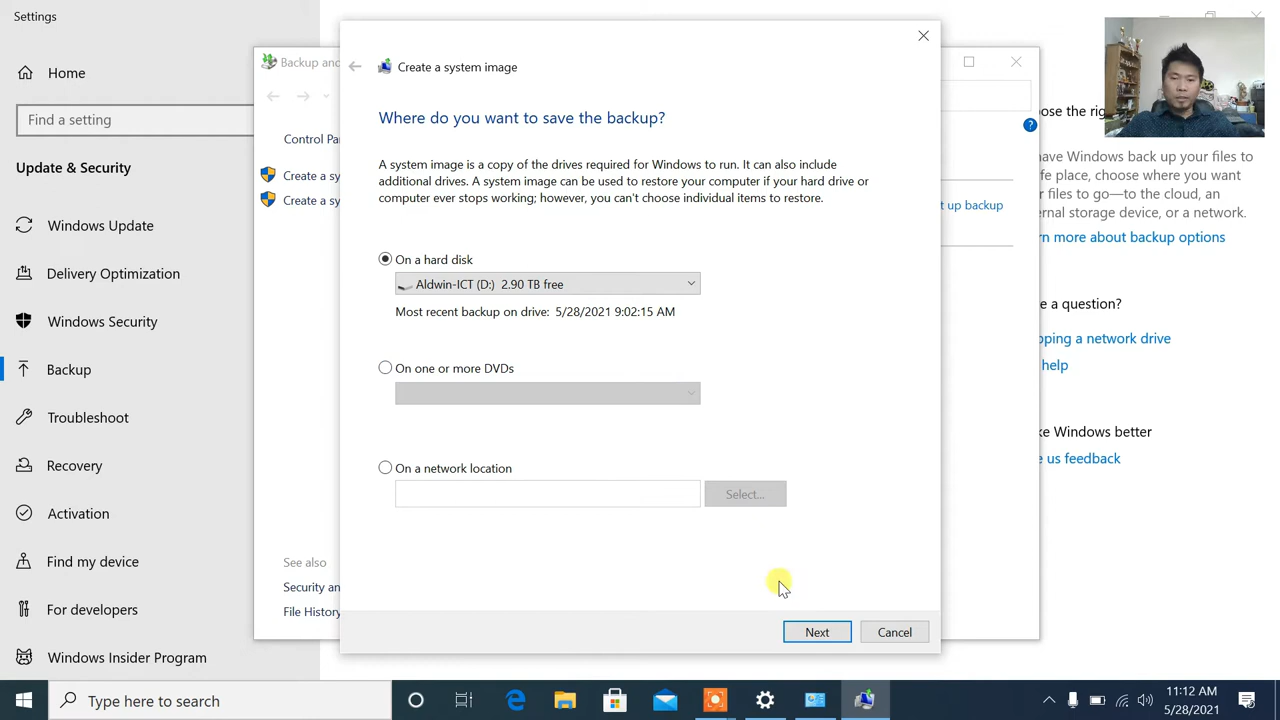 Settings
Home
Find a setting
Update & Security
Windows Update
Delivery Optimization
Windows Security
Backup
Troubleshoot
Recovery
Activation
Find my device
For developers
Windows Insider Program
Backup and
Control Pa
Create a sy
Create a sy
See also
Security an
File History
Create a system image
Where do you want to save the backup?
A system image is a copy of the drives required for Windows to run. It can also include
additional drives. A system image can be used to restore your computer if your hard drive or
computer ever stops working; however, you can't choose individual items to restore.
On a hard disk
Aldwin-ICT (D:) 2.90 TB free
Most recent backup on drive: 5/28/2021 9:02:15 AM
On one or more DVDs
On a network location
Select...
Next
Cancel
t up backup
?
ose the rig
have Windows back up your files to
fe place, choose where you want
files to go—to the cloud, an
rnal storage device, or a network.
rn more about backup options
e a question?
pping a network drive
help
ke Windows better
e us feedback
Type here to search
11:12 AM
5/28/2021